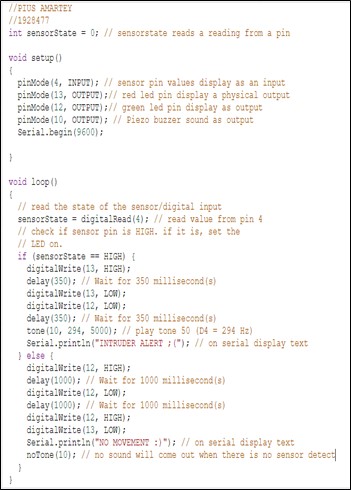 //PIUS AMARTEY
//1928477
int sensorState = 0; // sensorstate reads a reading from a pin

void setup()
{
  pinMode(4, INPUT); // sensor pin values display as an input
  pinMode(13, OUTPUT);// red led pin display a physical output
  pinMode(12, OUTPUT);// green led pin display as output
  pinMode(10, OUTPUT); // Piezo buzzer sound as output
  Serial.begin(9600);

}

void loop()
{
  // read the state of the sensor/digital input
  sensorState = digitalRead(4); // read value from pin 4
  // check if sensor pin is HIGH. if it is, set the
  // LED on.
  if (sensorState == HIGH) {
    digitalWrite(13, HIGH);
    delay(350); // Wait for 350 millisecond(s)
    digitalWrite(13, LOW);
    digitalWrite(12, LOW);
    delay(350); // Wait for 350 millisecond(s)
    tone(10, 294, 5000); // play tone 50 (D4 = 294 Hz)
    Serial.println("INTRUDER ALERT ;("); // on serial display text
  } else {
    digitalWrite(12, HIGH);
    delay(1000); // Wait for 1000 millisecond(s)
    digitalWrite(12, LOW);
    delay(1000); // Wait for 1000 millisecond(s)
    digitalWrite(12, HIGH);
    digitalWrite(13, LOW);
    Serial.println("NO MOVEMENT :)"); // on serial display text
    noTone(10); // no sound will come out when there is no sensor detect
  }
}